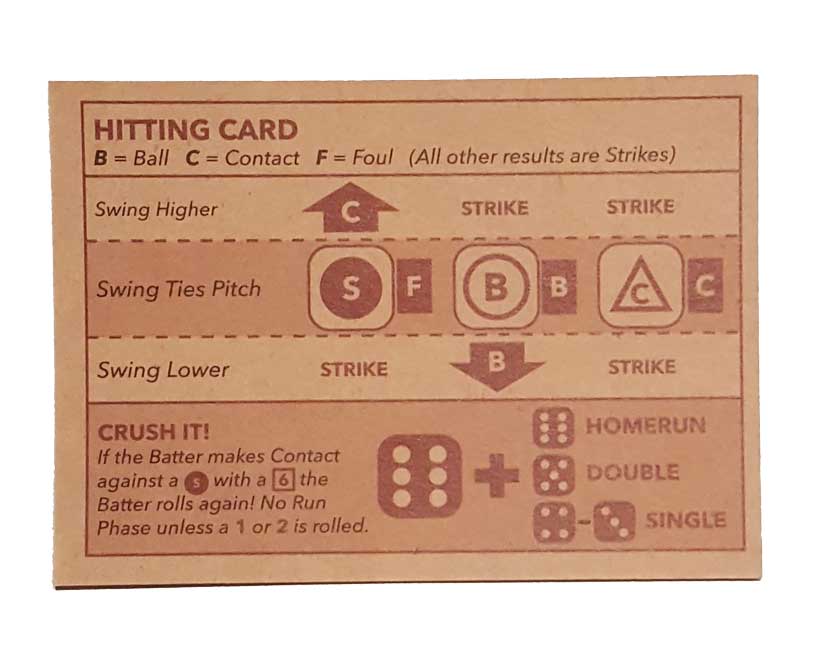 HITTING CARD
B = Ball C = Contact F = Foul (All other results are Strikes)
Swing Higher C STRIKE STRIKE
Swing Ties Pitch S F B B C C
Swing Lower STRIKE B STRIKE
CRUSH IT!
If the Batter makes Contact
against a S with a 6 the
Batter rolls again! No Run
Phase unless a 1 or 2 is rolled.
HOMERUN
DOUBLE
SINGLE